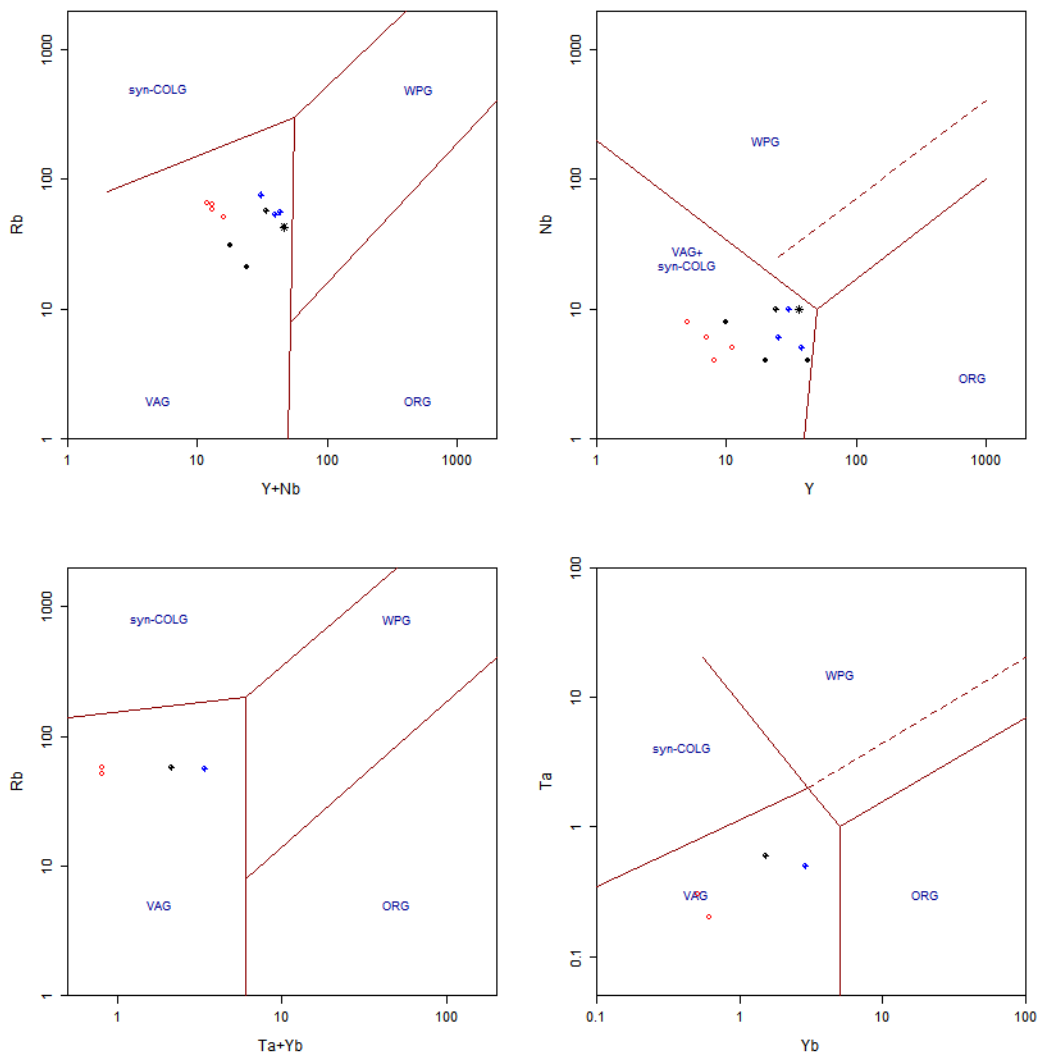 syn-COLG
WPG
VAG
ORG
Rb
Y+Nb
1
10
100
1000
1
10
100
1000
WPG
VAG+
syn-COLG
ORG
Nb
Y
1
10
100
1000
1
10
100
1000
syn-COLG
WPG
VAG
ORG
Rb
Ta+Yb
1
10
100
1
10
100
1000
WPG
syn-COLG
VAG
ORG
Ta
Yb
0.1
1
10
100
0.1
1
10
100